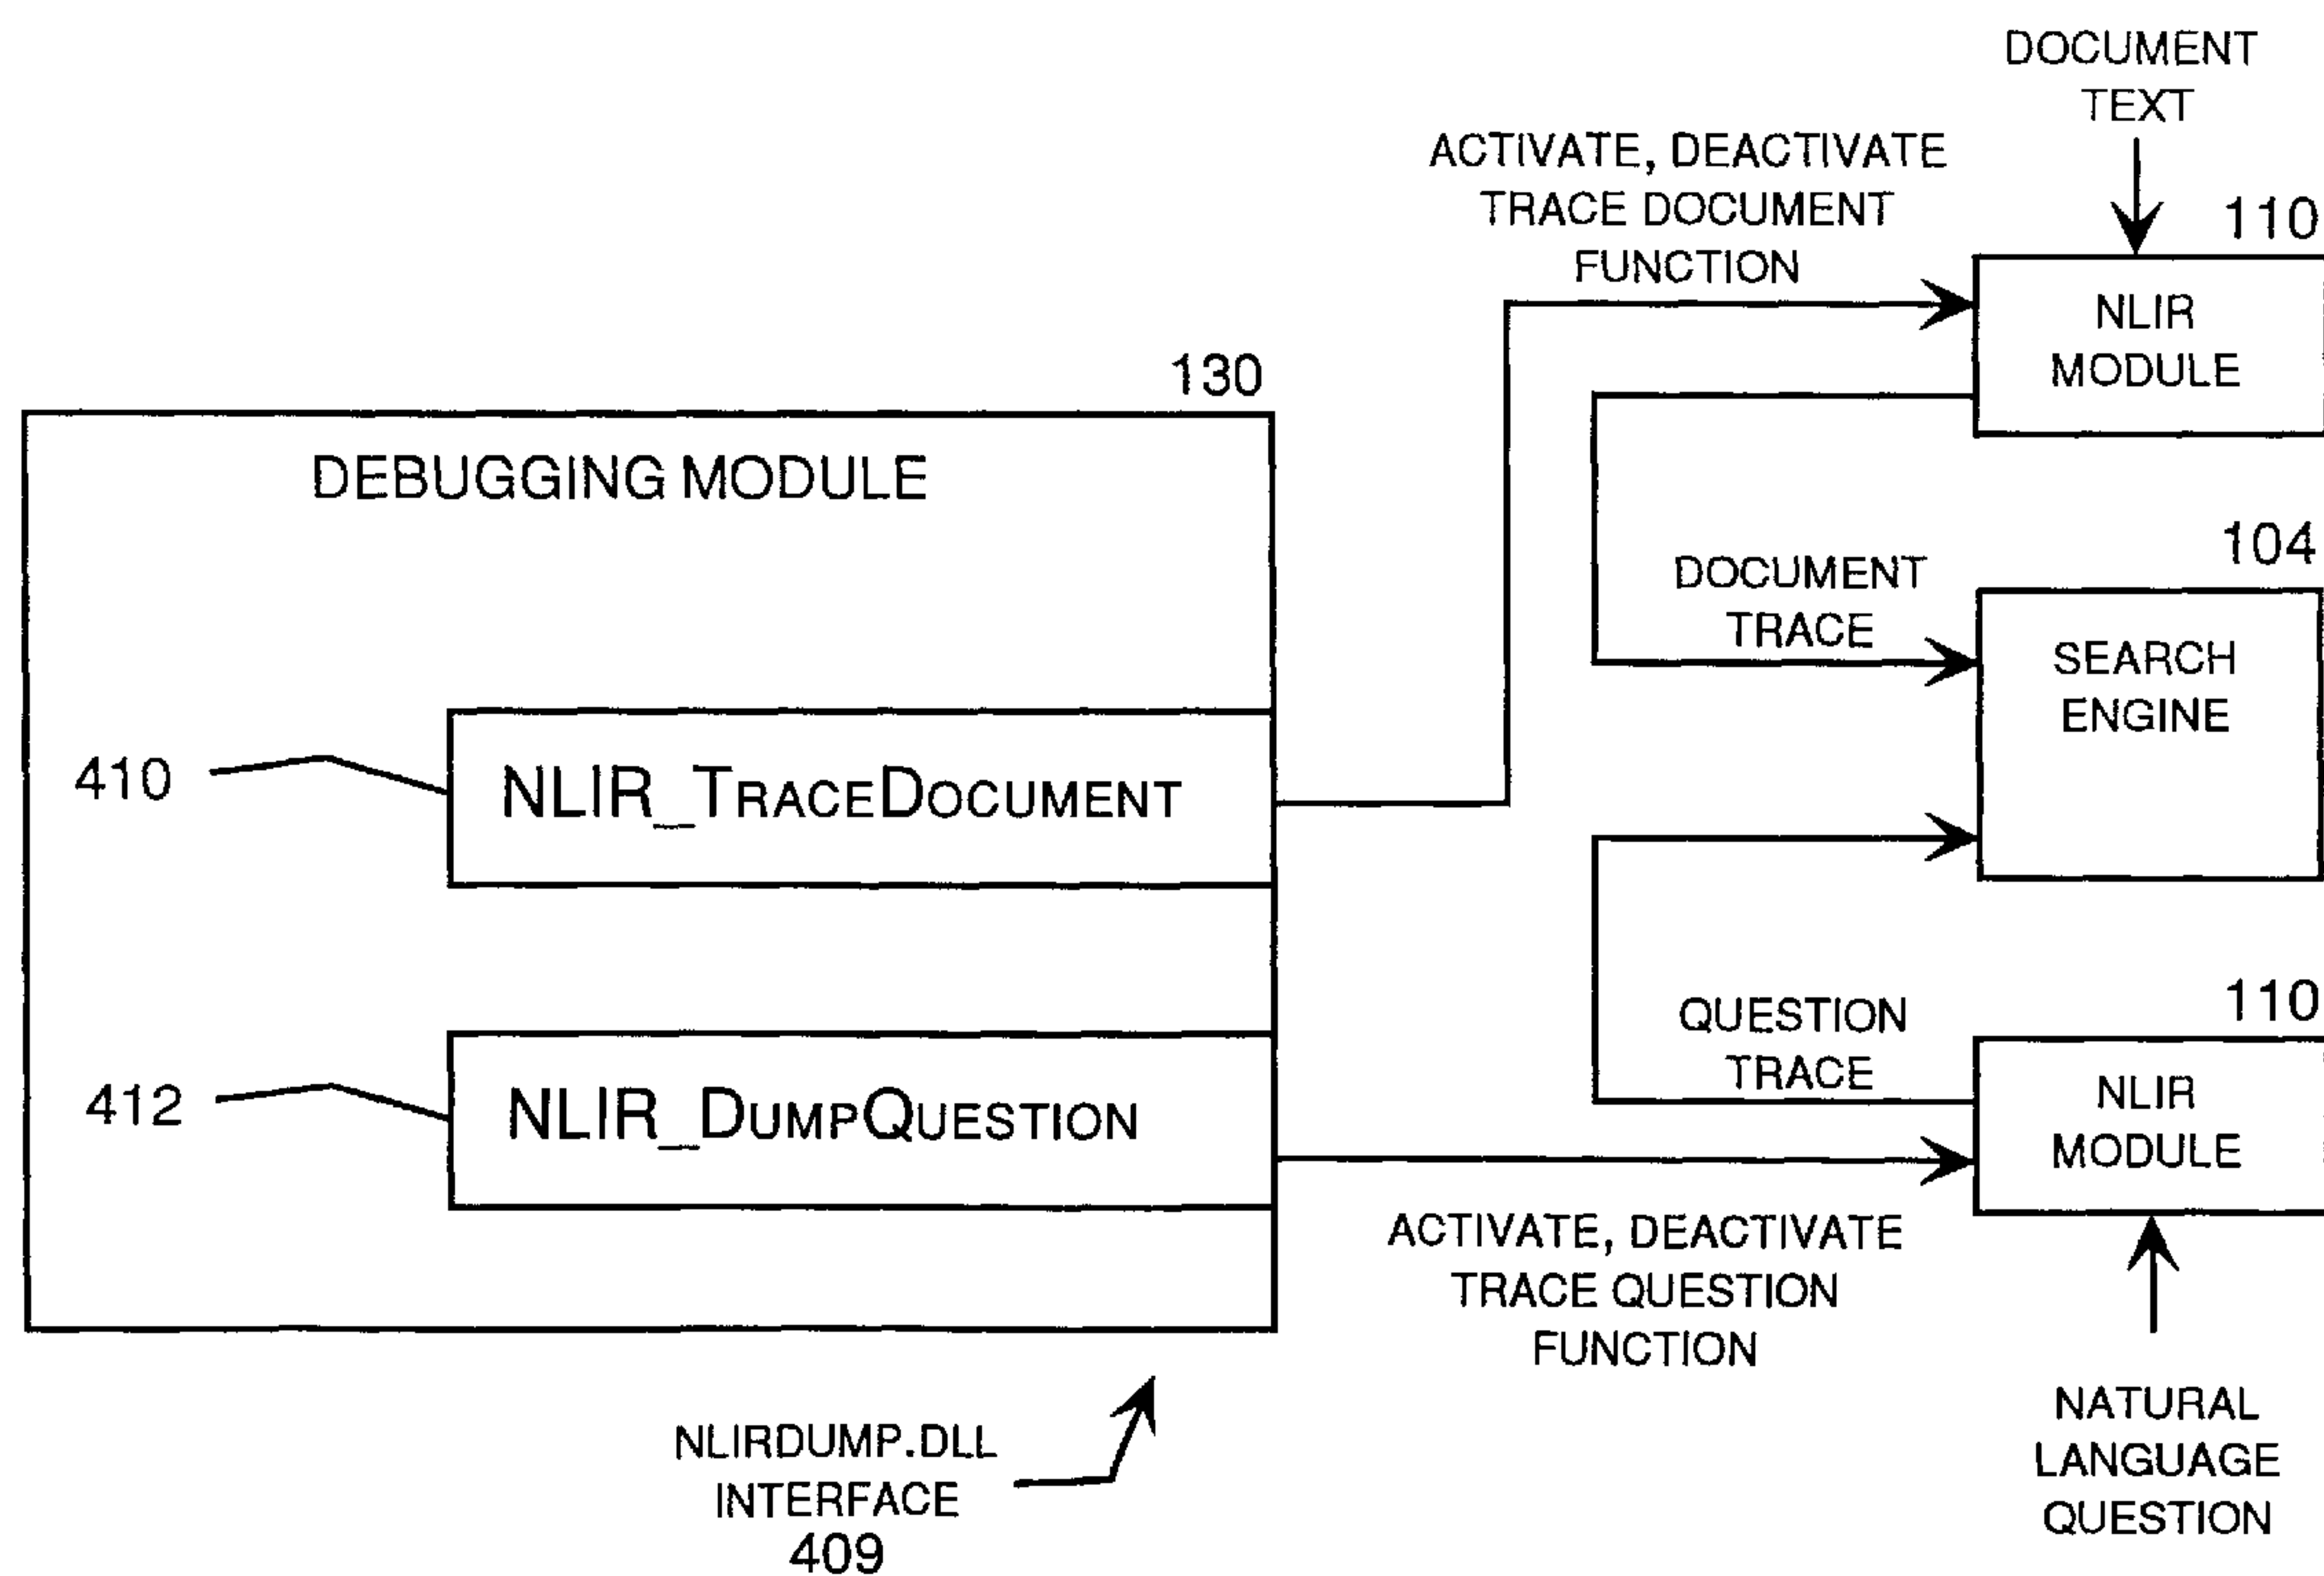 DOCUMENT
TEXT
ACTIVATE, DEACTIVATE
TRACE DOCUMENT
FUNCTION
110
NLIR
MODULE
130
DEBUGGING MODULE
104
DOCUMENT
TRACE
SEARCH
ENGINE
410
NLIR_TRACEDOCUMENT
110
QUESTION
TRACE
NLIR
MODULE
412
NLIR_DUMPQUESTION
ACTIVATE, DEACTIVATE
TRACE QUESTION
FUNCTION
NLIRDUMP.DLL
INTERFACE
409
NATURAL
LANGUAGE
QUESTION